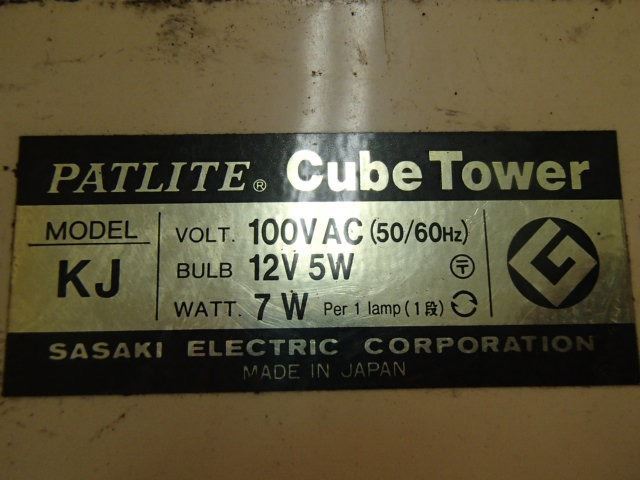 PATLITE® Cube Tower
MODEL
KJ
VOLT. 100V AC (50/60Hz)
BULB 12V 5W 〒
WATT. 7W Per 1 lamp (1段)
G
SASAKI ELECTRIC CORPORATION
MADE IN JAPAN